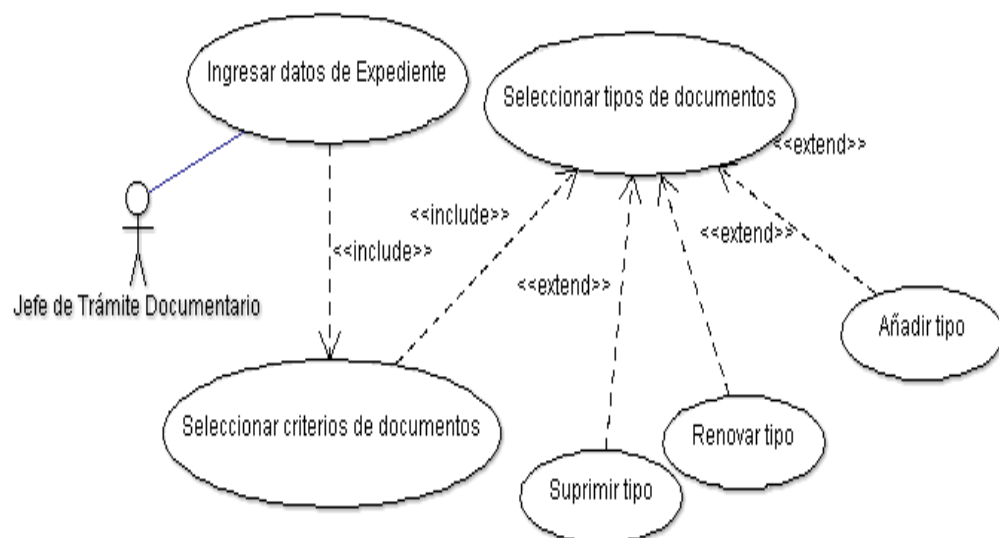 Ingresar datos de Expediente
Seleccionar tipos de documentos
<<extend>>
<<include>>
<<include>>
<<extend>>
<<extend>>
Jefe de Trámite Documentario
Añadir tipo
Seleccionar criterios de documentos
Renovar tipo
Suprimir tipo